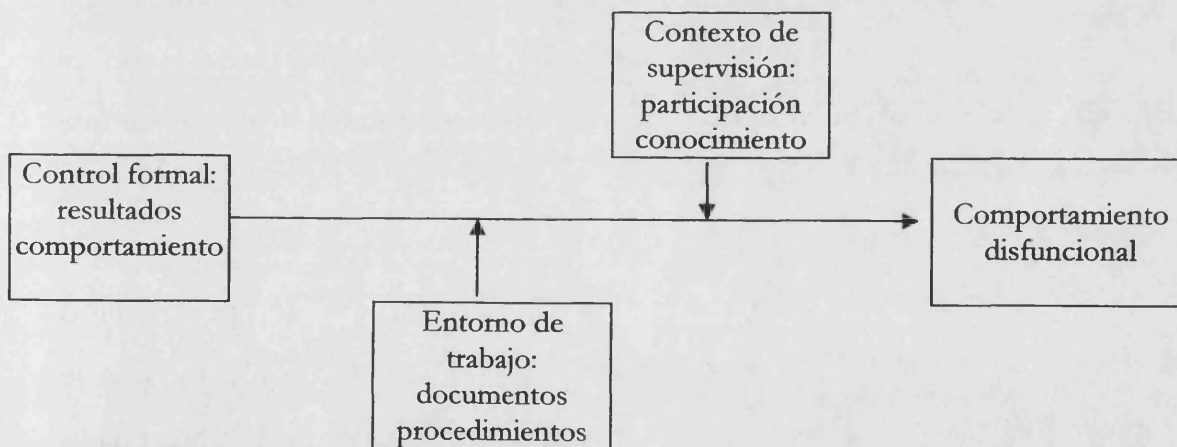 Contexto de
supervisión:
participación
conocimiento
Control formal:
resultados
comportamiento
Comportamiento
disfuncional
Entorno de
trabajo:
documentos
procedimientos